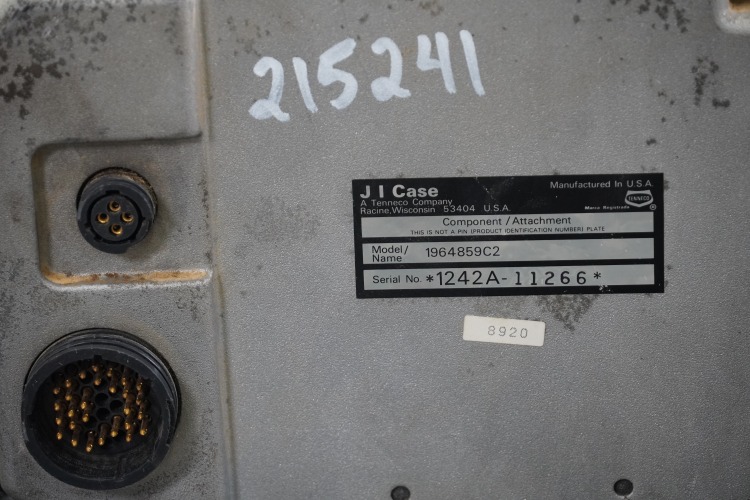 215241
J I Case
Manufactured In U.S.A.
A Tenneco Company
Racine, Wisconsin 53404 U.S.A.
TENNECO
Marca Registrada ®
Component / Attachment
THIS IS NOT A PIN (PRODUCT IDENTIFICATION NUMBER) PLATE
Model/ Name 1964859C2
Serial No. *1242A-11266*
8920